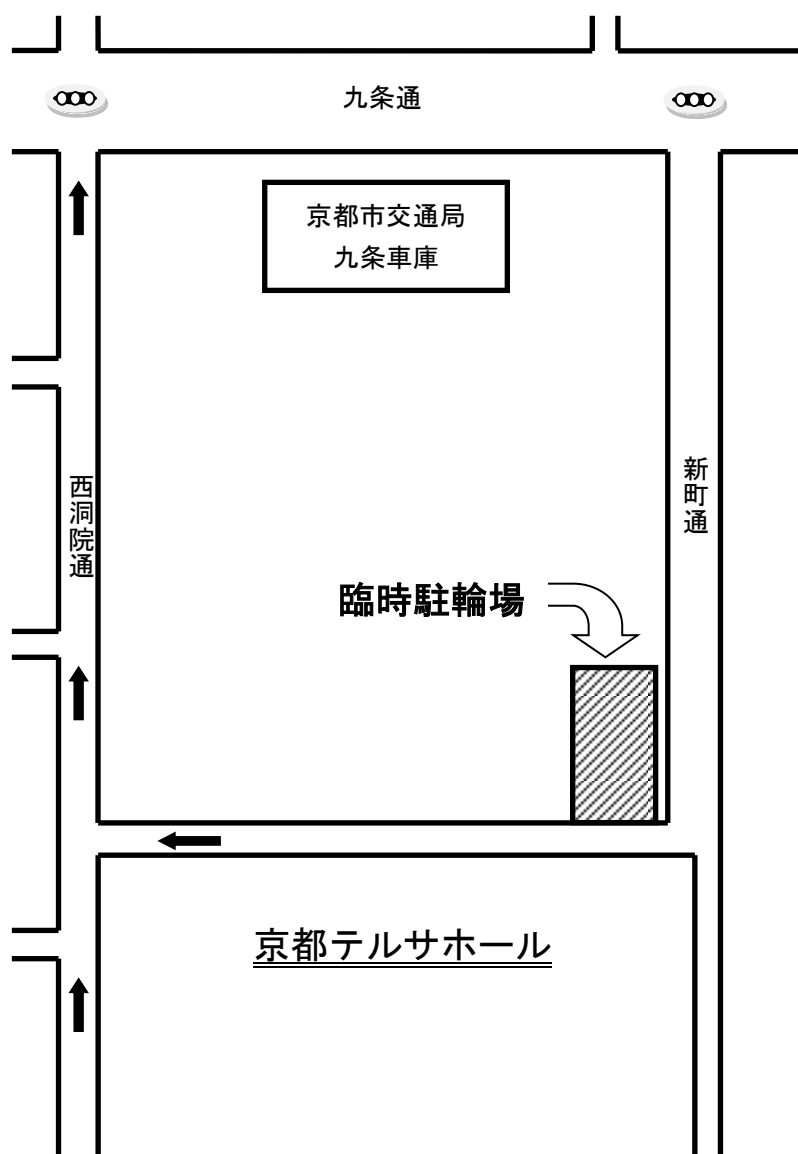 九条通
京都市交通局
九条車庫
西洞院通
新町通
臨時駐輪場
京都テルサホール